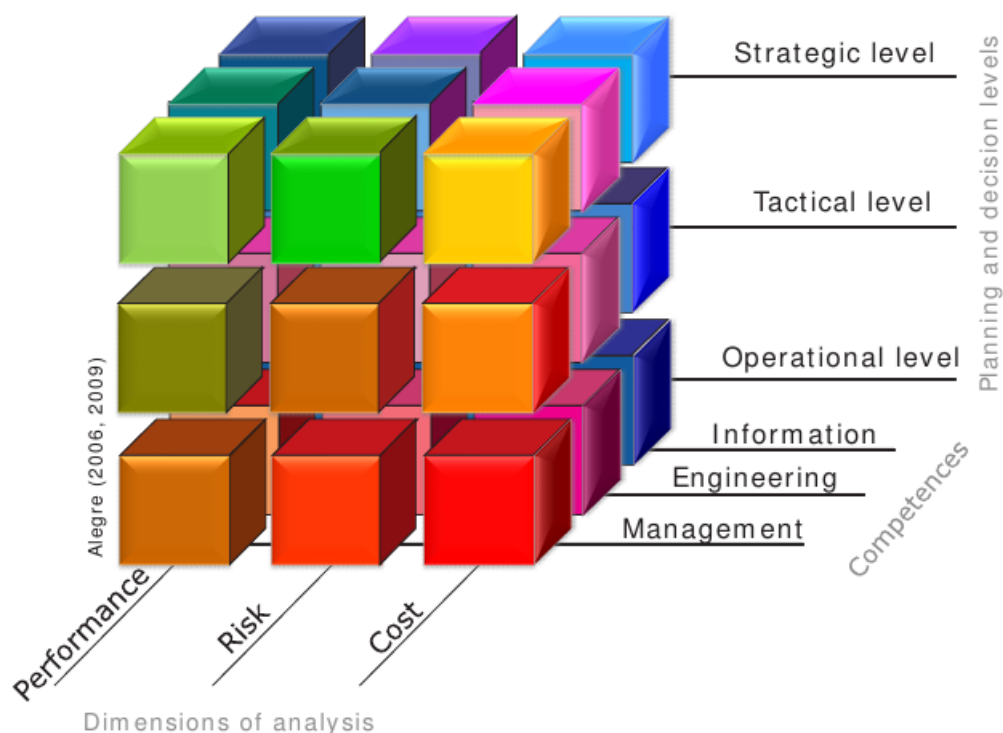 Strategic level
Tactical level
Operational level
Planning and decision levels
Information
Engineering
Management
Competences
Alegre (2006, 2009)
Performance
Risk
Cost
Dimensions of analysis